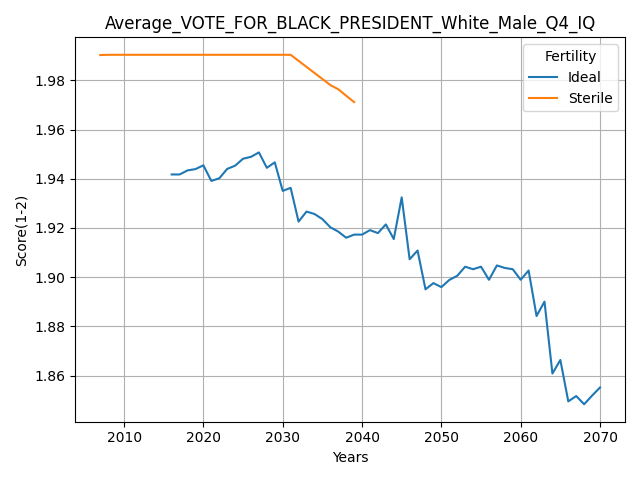 Average_VOTE_FOR_BLACK_PRESIDENT_White_Male_Q4_IQ
Fertility
Ideal
Sterile
Score(1-2)
1.98
1.96
1.94
1.92
1.90
1.88
1.86
2010 2020 2030 2040 2050 2060 2070
Years